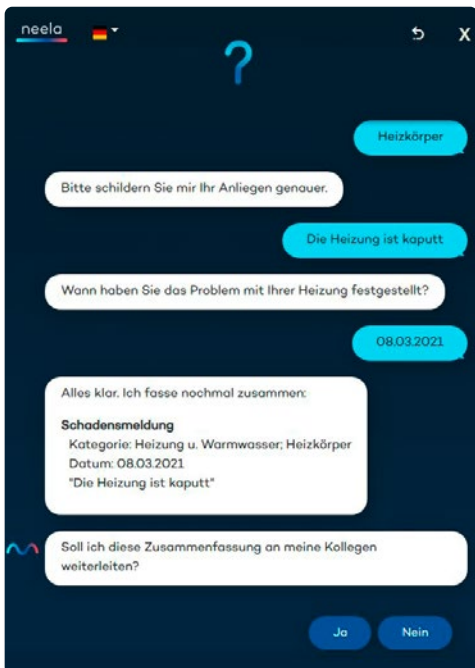 neela
X
?
Heizkörper
Bitte schildern Sie mir Ihr Anliegen genauer.
Die Heizung ist kaputt
Wann haben Sie das Problem mit Ihrer Heizung festgestellt?
08.03.2021
Alles klar. Ich fasse nochmal zusammen:
Schadensmeldung
Kategorie: Heizung u. Warmwasser; Heizkörper
Datum: 08.03.2021
"Die Heizung ist kaputt"
Soll ich diese Zusammenfassung an meine Kollegen
weiterleiten?
Ja
Nein